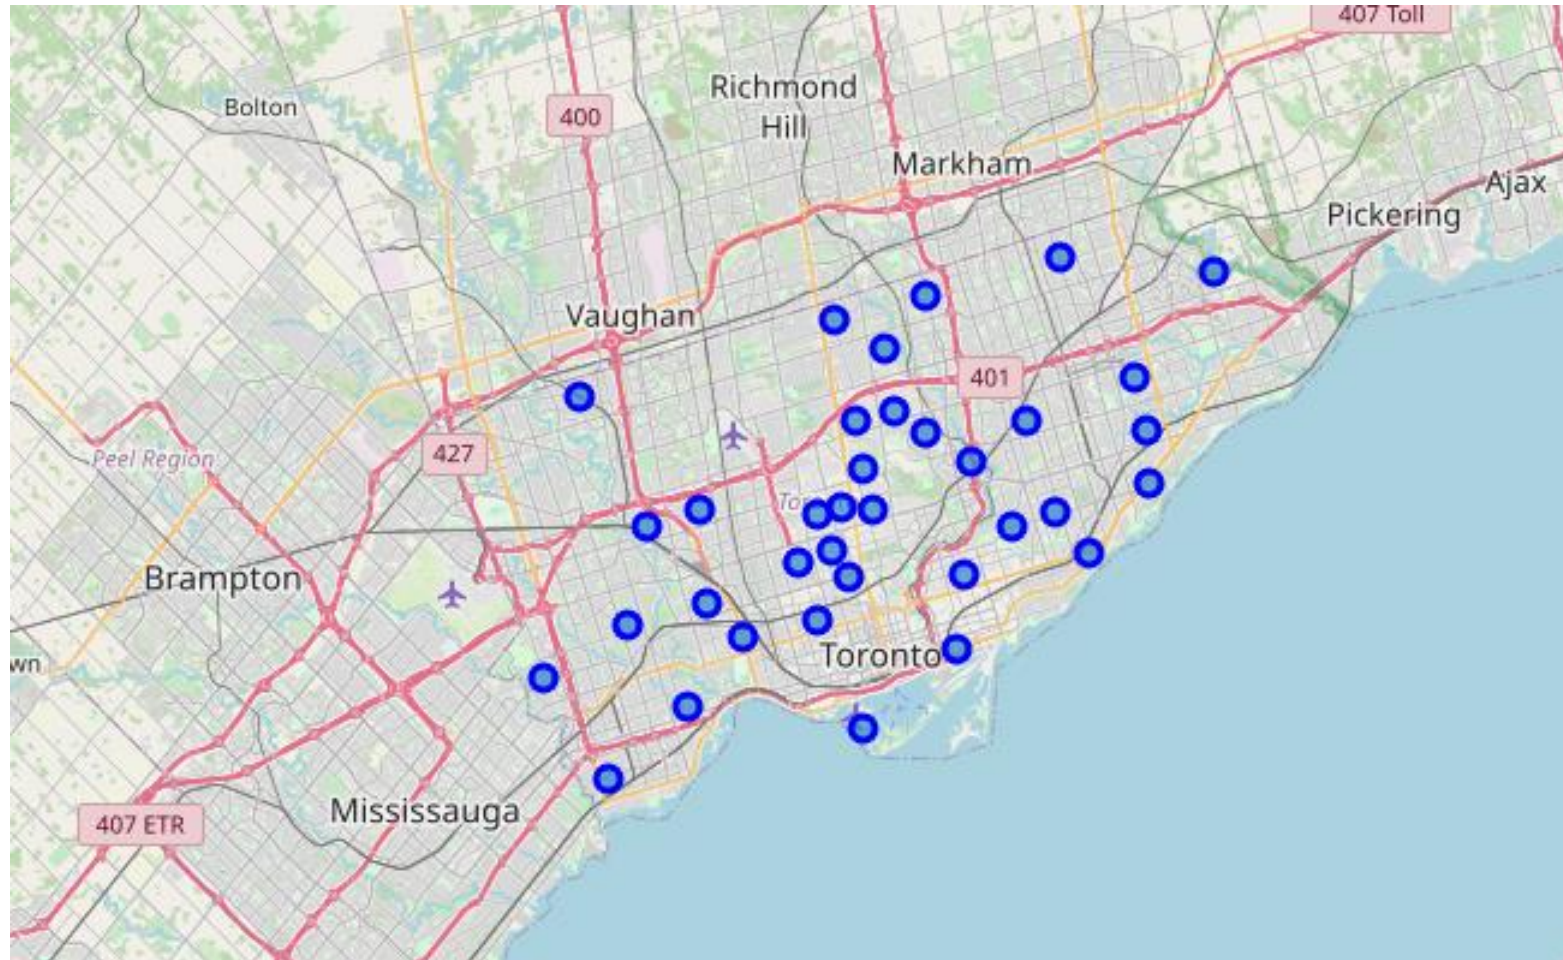 407 Toll
Richmond
Hill
Bolton
400
Markham
Ajax
Pickering
Vaughan
401
427
Peel Region
To
Brampton
wn
Toronto
Mississauga
407 ETR